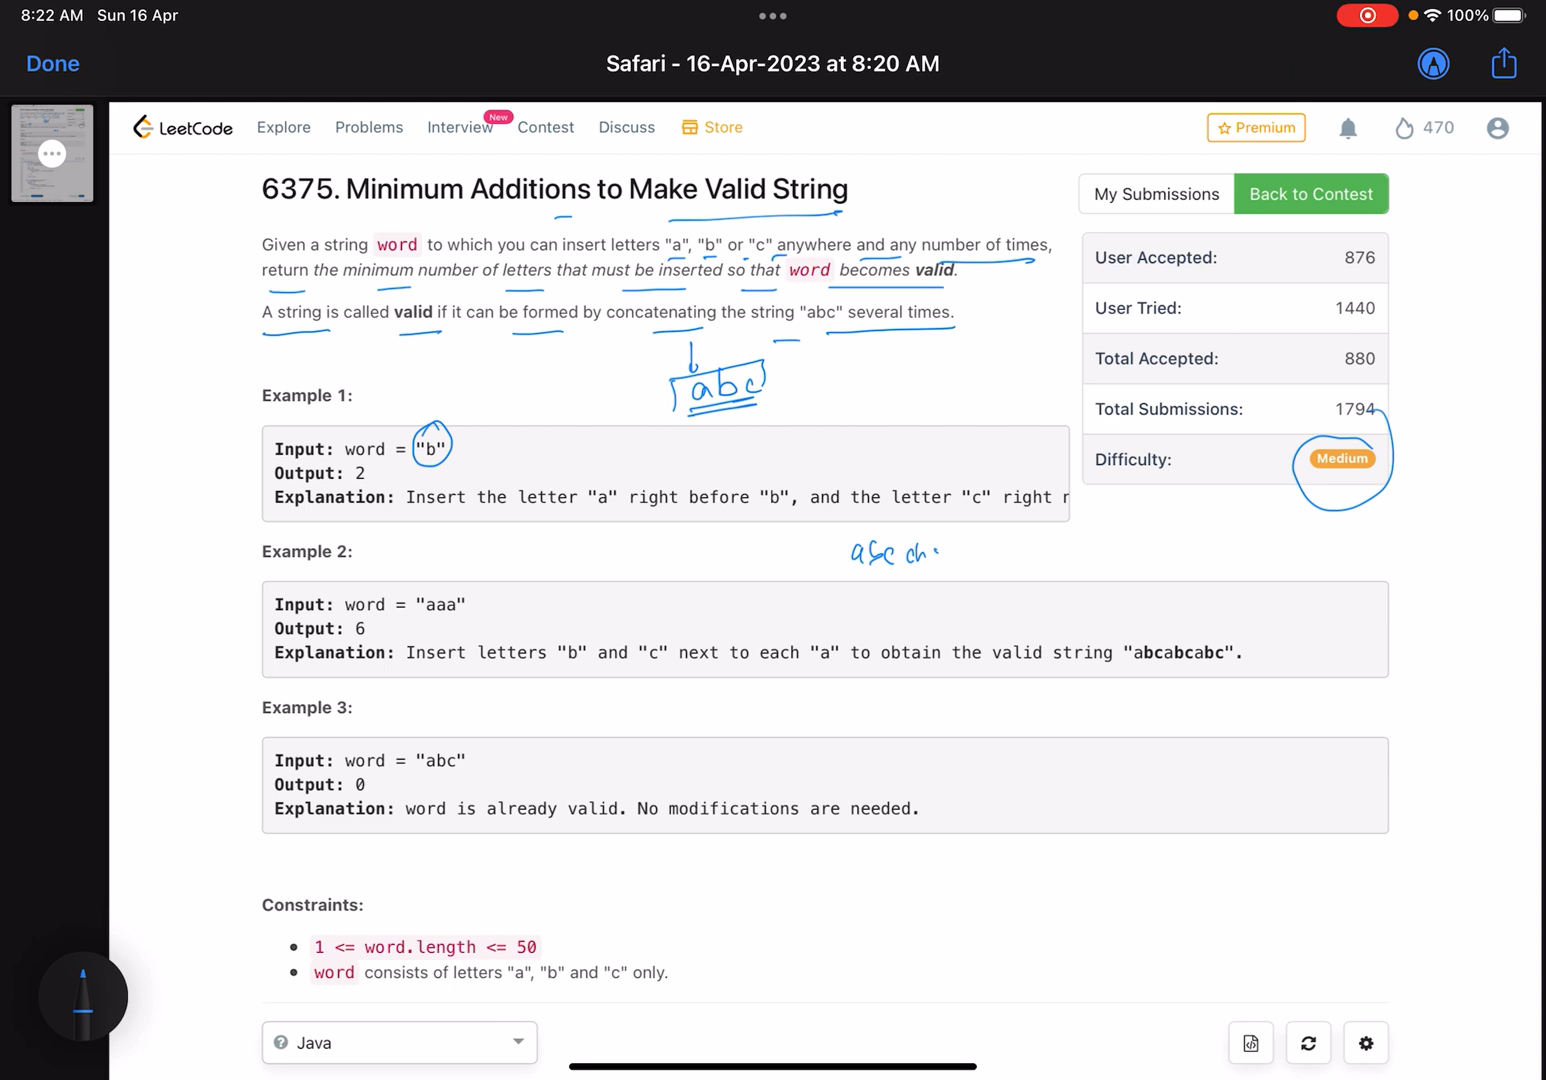 8:22 AM Sun 16 Apr
100%
Done
Safari - 16-Apr-2023 at 8:20 AM
LeetCode Explore Problems Interview New Contest Discuss Store Premium 470
6375. Minimum Additions to Make Valid String
My Submissions Back to Contest
Given a string word to which you can insert letters "a", "b" or "c" anywhere and any number of times,
return the minimum number of letters that must be inserted so that word becomes valid.
A string is called valid if it can be formed by concatenating the string "abc" several times.
User Accepted: 876
User Tried: 1440
Total Accepted: 880
Total Submissions: 1794
Difficulty: Medium
abc
Example 1:
Input: word = "b"
Output: 2
Explanation: Insert the letter "a" right before "b", and the letter "c" right r
Example 2:
abc
Input: word = "aaa"
Output: 6
Explanation: Insert letters "b" and "c" next to each "a" to obtain the valid string "abcabcabc".
Example 3:
Input: word = "abc"
Output: 0
Explanation: word is already valid. No modifications are needed.
Constraints:
1 <= word.length <= 50
word consists of letters "a", "b" and "c" only.
Java